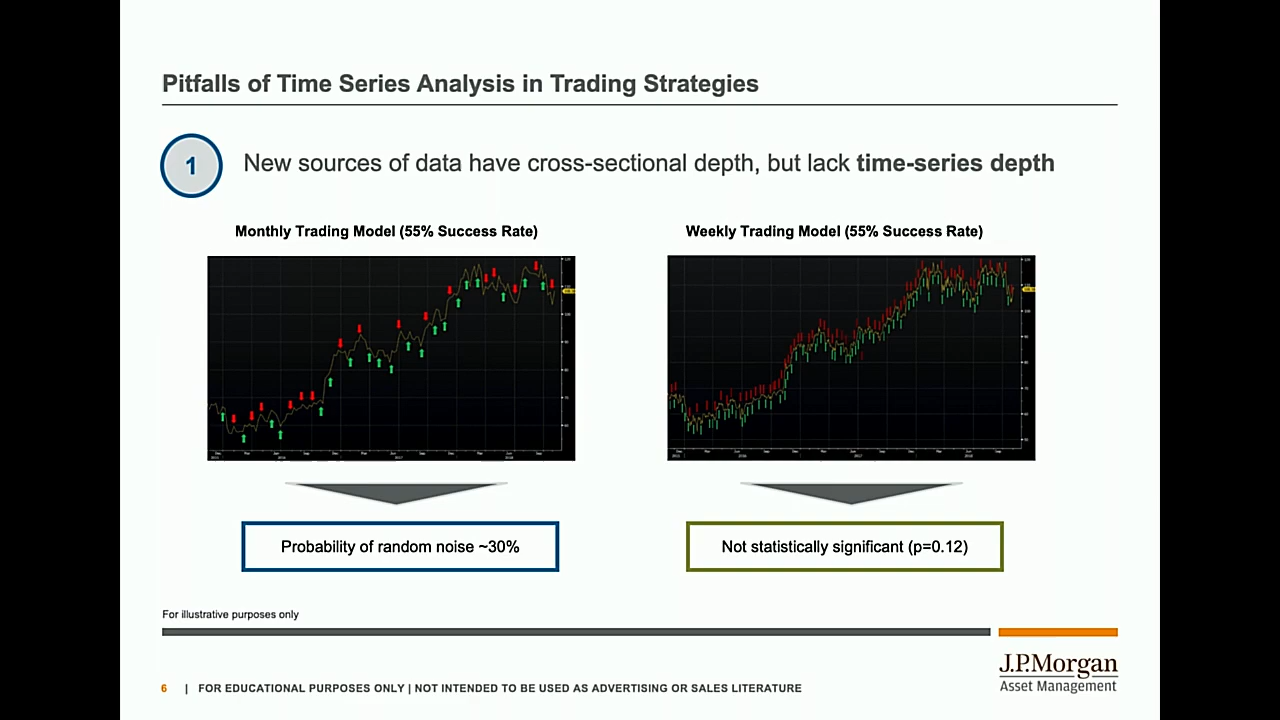 Pitfalls of Time Series Analysis in Trading Strategies
1
New sources of data have cross-sectional depth, but lack time-series depth
Monthly Trading Model (55% Success Rate)
Weekly Trading Model (55% Success Rate)
Probability of random noise ~30%
Not statistically significant (p=0.12)
For illustrative purposes only
J.P.Morgan
Asset Management
6 | FOR EDUCATIONAL PURPOSES ONLY | NOT INTENDED TO BE USED AS ADVERTISING OR SALES LITERATURE